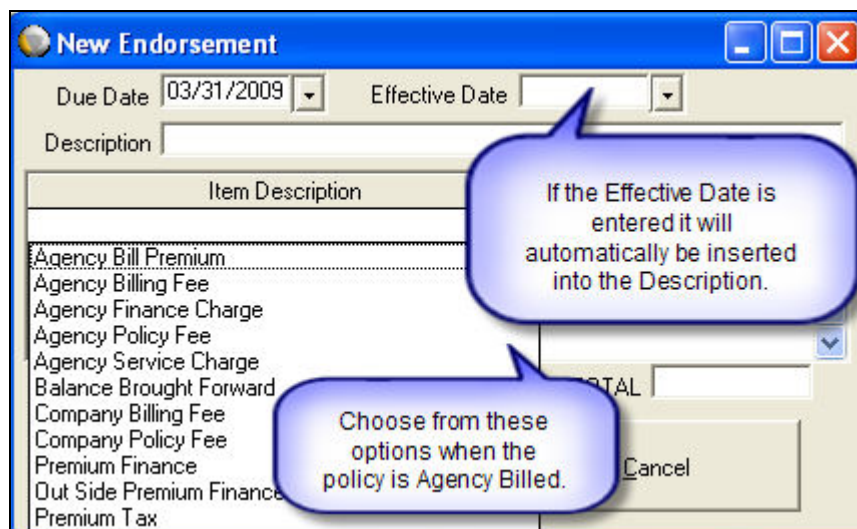 New Endorsement
Due Date 03/31/2009 Effective Date
Description
Item Description
If the Effective Date is
entered it will
automatically be inserted
into the Description.
Agency Bill Premium
Agency Billing Fee
Agency Finance Charge
Agency Policy Fee
Agency Service Charge
Balance Brought Forward
Company Billing Fee
Company Policy Fee
Premium Finance
Out Side Premium Finance
Premium Tax
Choose from these
options when the
policy is Agency Billed.
Cancel